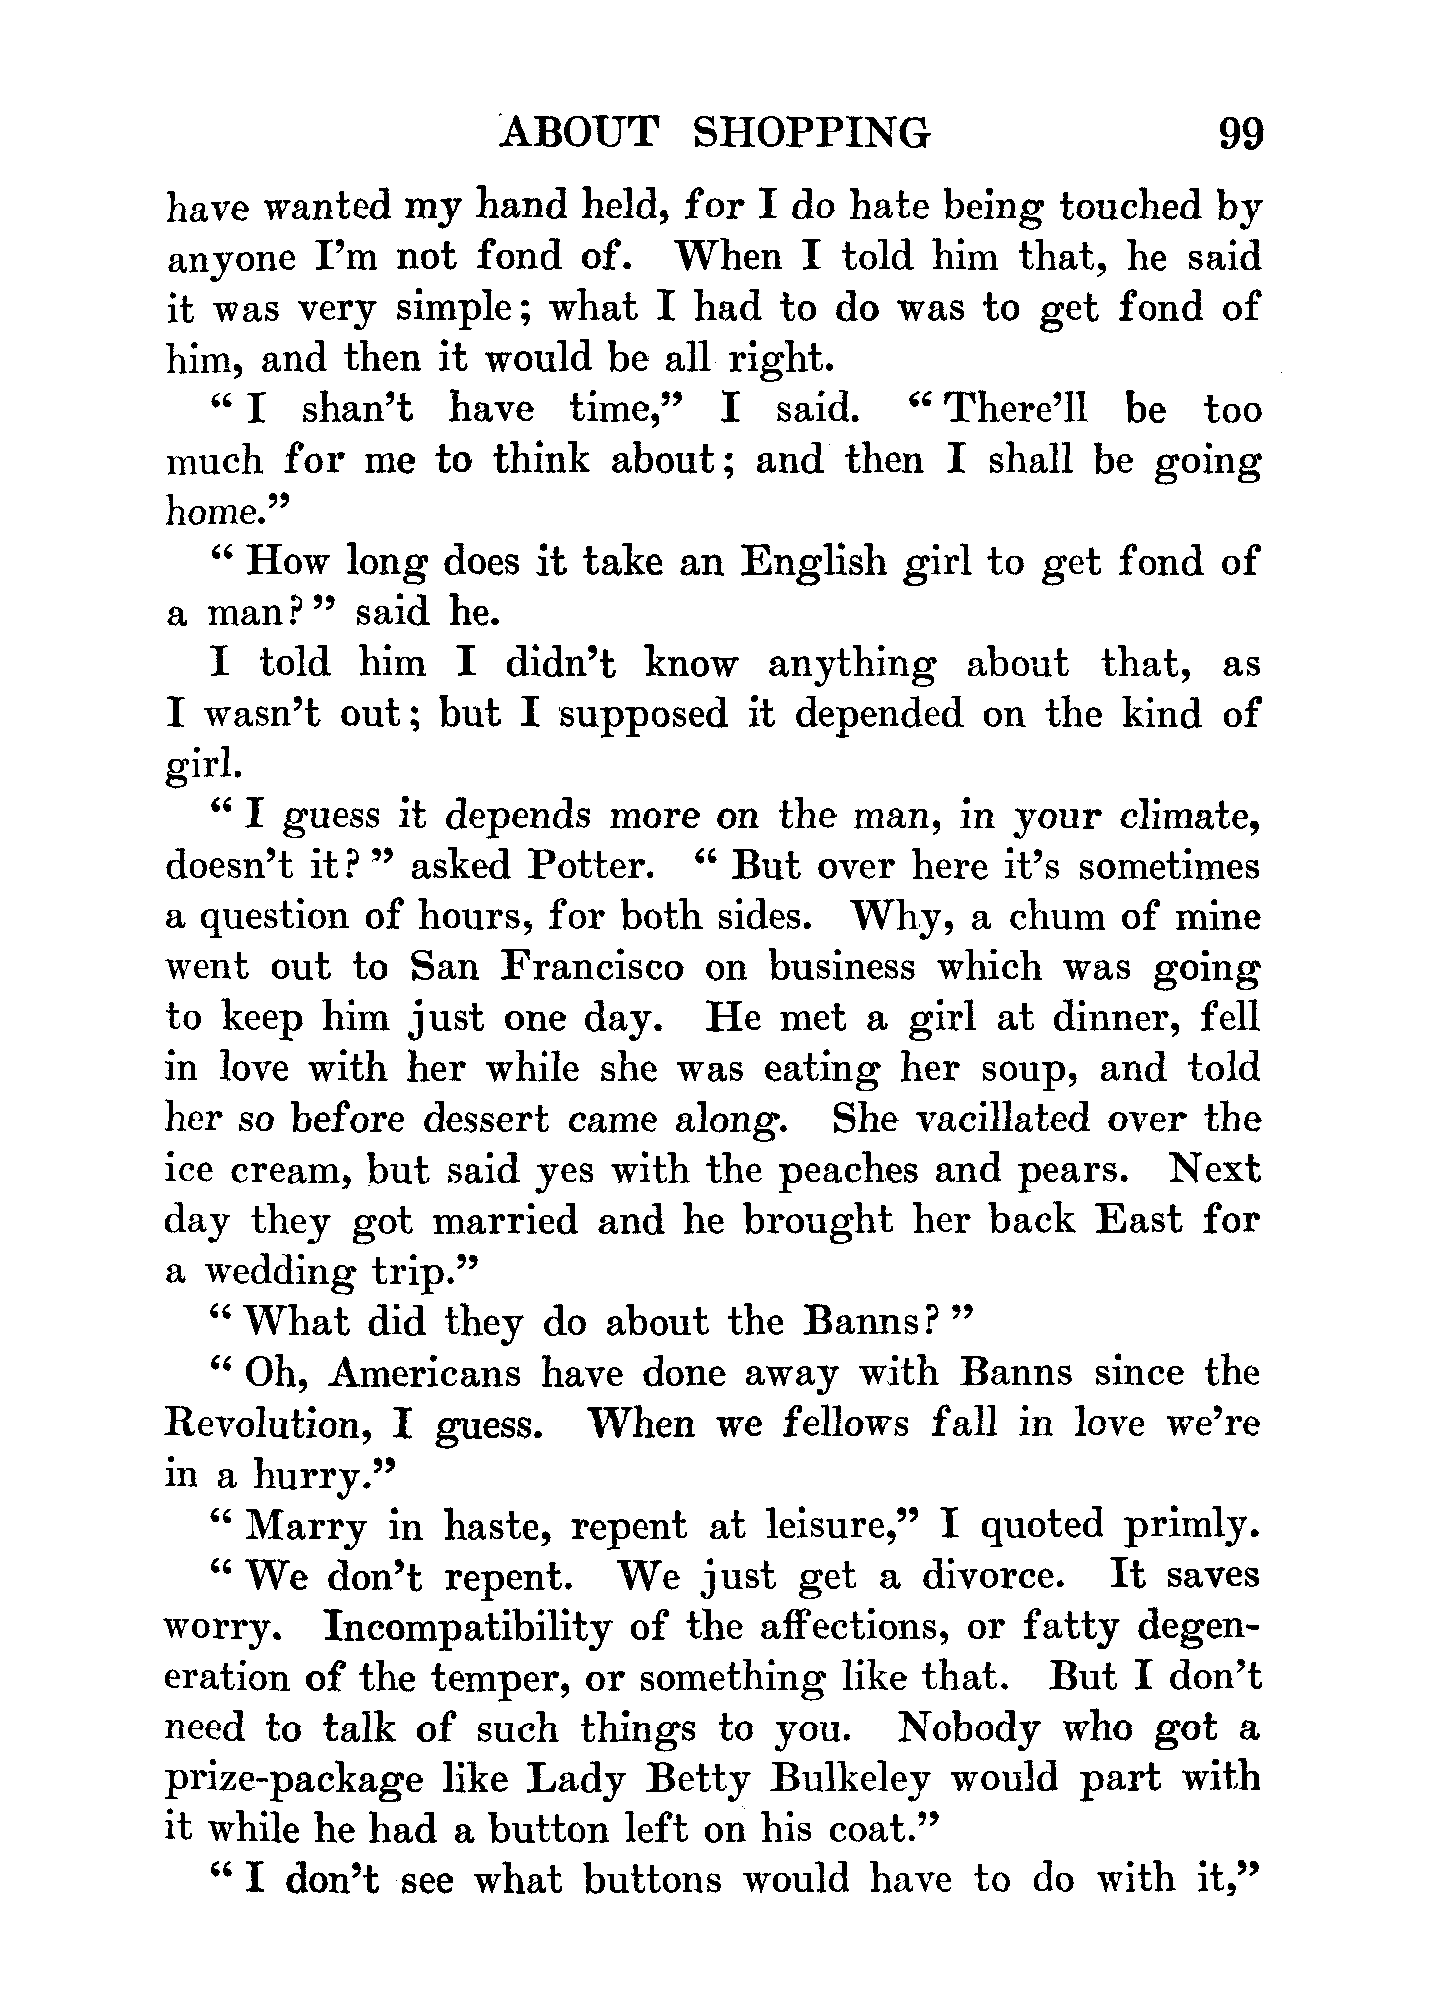 ABOUT SHOPPING 99
have wanted my hand held, for I do hate being touched by
anyone I'm not fond of. When I told him that, he said
it was very simple; what I had to do was to get fond of
him, and then it would be all right.
"I shan't have time," I said. "There'll be too
much for me to think about; and then I shall be going
home."
"How long does it take an English girl to get fond of
a man?" said he.
I told him I didn't know anything about that, as
I wasn't out; but I supposed it depended on the kind of
girl.
"I guess it depends more on the man, in your climate,
doesn't it?" asked Potter. "But over here it's sometimes
a question of hours, for both sides. Why, a chum of mine
went out to San Francisco on business which was going
to keep him just one day. He met a girl at dinner, fell
in love with her while she was eating her soup, and told
her so before dessert came along. She vacillated over the
ice cream, but said yes with the peaches and pears. Next
day they got married and he brought her back East for
a wedding trip."
"What did they do about the Banns?"
"Oh, Americans have done away with Banns since the
Revolution, I guess. When we fellows fall in love we're
in a hurry."
"Marry in haste, repent at leisure," I quoted primly.
"We don't repent. We just get a divorce. It saves
worry. Incompatibility of the affections, or fatty degen-
eration of the temper, or something like that. But I don't
need to talk of such things to you. Nobody who got a
prize-package like Lady Betty Bulkeley would part with
it while he had a button left on his coat."
"I don't see what buttons would have to do with it,"